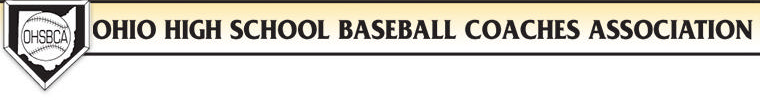 OHSBCA
OHIO HIGH SCHOOL BASEBALL COACHES ASSOCIATION